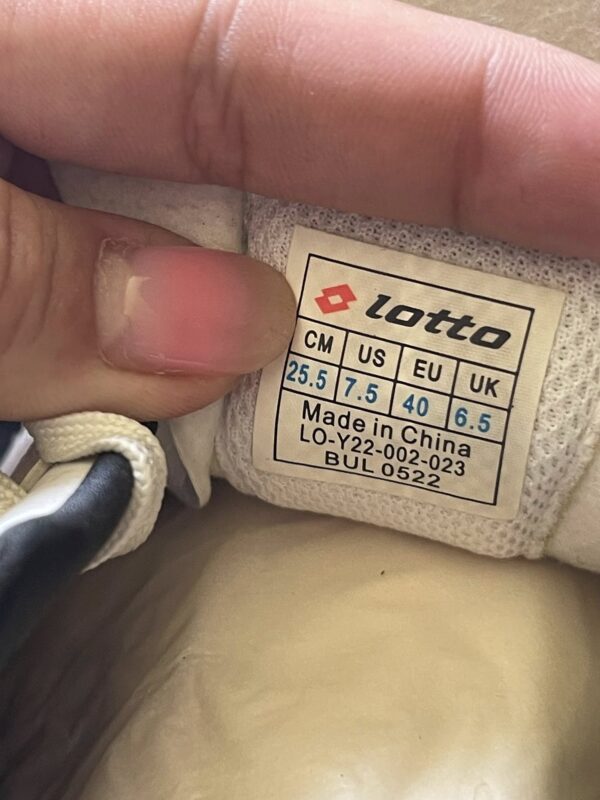 lotto
CM US EU UK
25.5 7.5 40 6.5
Made in China
LO-Y22-002-023
BUL 0522